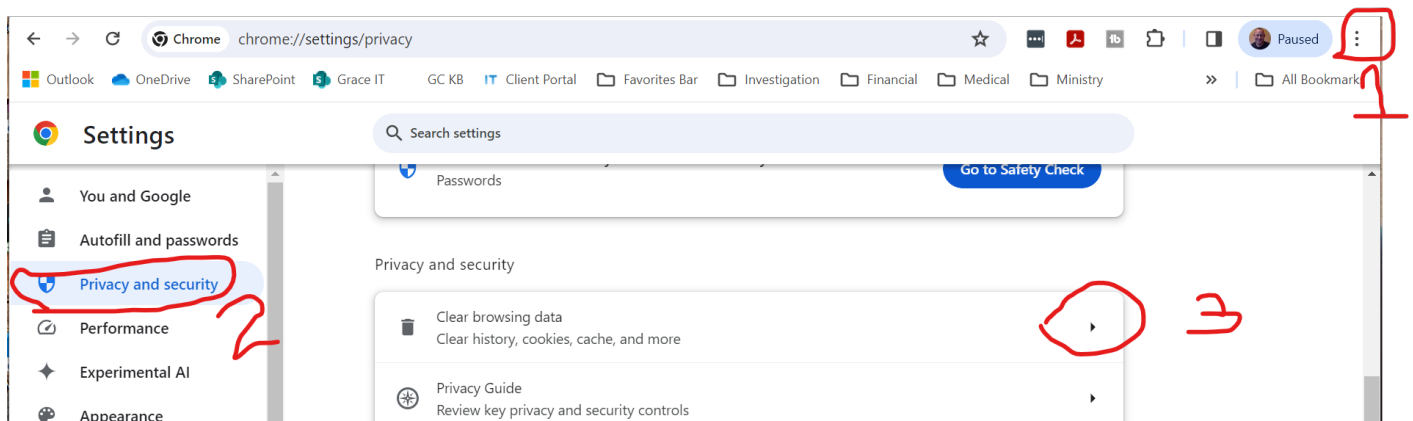 Chrome chrome://settings/privacy Paused
1
Outlook OneDrive SharePoint Grace IT GC KB IT Client Portal Favorites Bar Investigation Financial Medical Ministry » All Bookmarks
Settings Search settings
Passwords Go to Safety Check
You and Google
Autofill and passwords
Privacy and security
Privacy and security
2
Performance
Experimental AI
Appearance
Clear browsing data
Clear history, cookies, cache, and more
3
Privacy Guide
Review key privacy and security controls